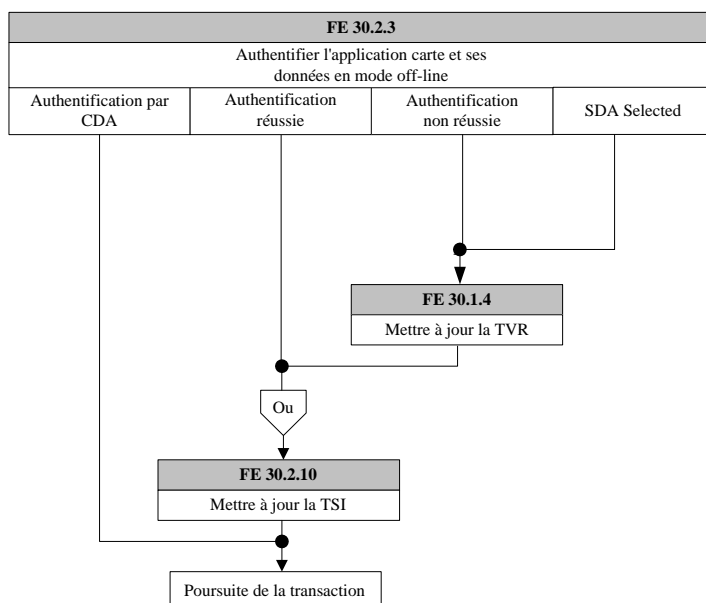 FE 30.2.3
Authentifier l'application carte et ses
données en mode off-line
Authentification par
CDA
Authentification
réussie
Authentification
non réussie
SDA Selected
FE 30.1.4
Mettre à jour la TVR
Ou
FE 30.2.10
Mettre à jour la TSI
Poursuite de la transaction